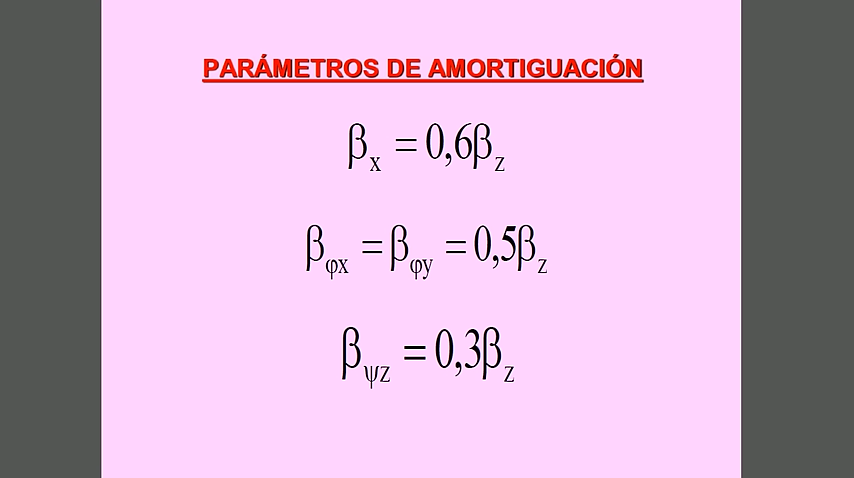 PARÁMETROS DE AMORTIGUACIÓN
βx = 0,6βz
βφx = βφy = 0,5βz
βψz = 0,3βz